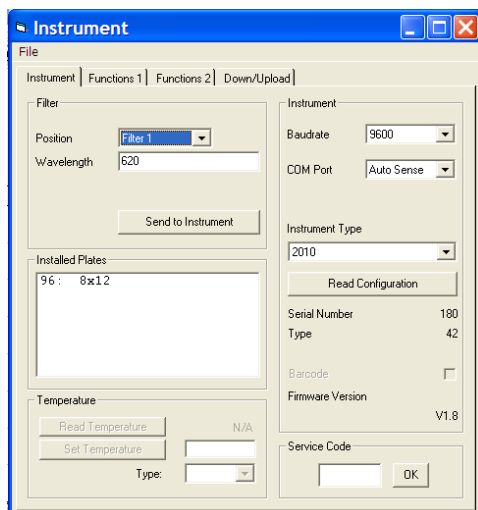 Instrument
File
Instrument Functions 1 Functions 2 Down/Upload
Filter
Position Filter 1
Wavelength 620
Send to Instrument
Installed Plates
96: 8x12
Temperature
Read Temperature N/A
Set Temperature
Type:
Instrument
Baudrate 9600
COM Port Auto Sense
Instrument Type
2010
Read Configuration
Serial Number 180
Type 42
Barcode
Firmware Version
V1.8
Service Code
OK